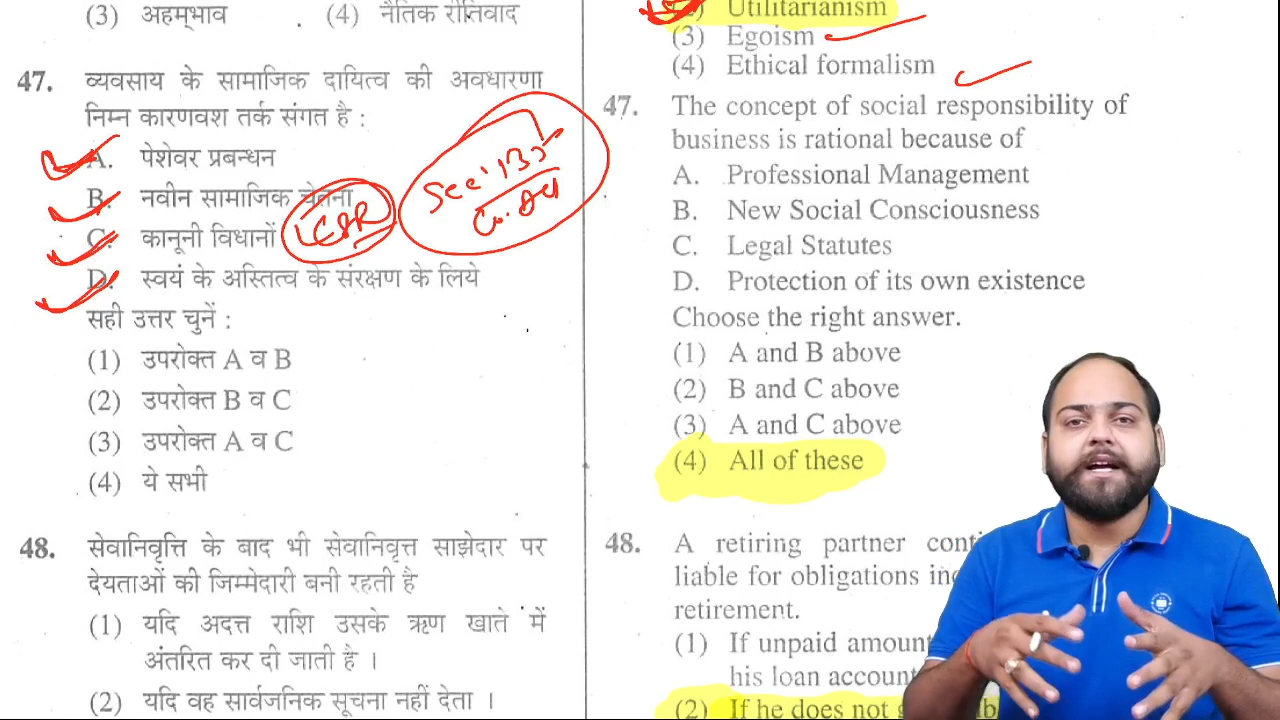 (3) अहम्भाव (4) नैतिक रीतिवाद
47. व्यवसाय के सामाजिक दायित्व की अवधारणा
निम्न कारणवश तर्क संगत है :
A. पेशेवर प्रबन्धन
B. नवीन सामाजिक चेतना
C. कानूनी विधानों
CSR
Sec. 135
Co. Act
D. स्वयं के अस्तित्व के संरक्षण के लिये
सही उत्तर चुनें :
(1) उपरोक्त A व B
(2) उपरोक्त B व C
(3) उपरोक्त A व C
(4) ये सभी
48. सेवानिवृत्ति के बाद भी सेवानिवृत्त साझेदार पर
देयताओं की जिम्मेदारी बनी रहती है
(1) यदि अदत्त राशि उसके ऋण खाते में
अंतरित कर दी जाती है ।
(2) यदि वह सार्वजनिक सूचना नहीं देता ।
Utilitarianism
(3) Egoism
(4) Ethical formalism
47. The concept of social responsibility of
business is rational because of
A. Professional Management
B. New Social Consciousness
C. Legal Statutes
D. Protection of its own existence
Choose the right answer.
(1) A and B above
(2) B and C above
(3) A and C above
(4) All of these
48. A retiring partner
liable for obligations
retirement.
(1) If unpaid amount
his loan account
(2) If he does not